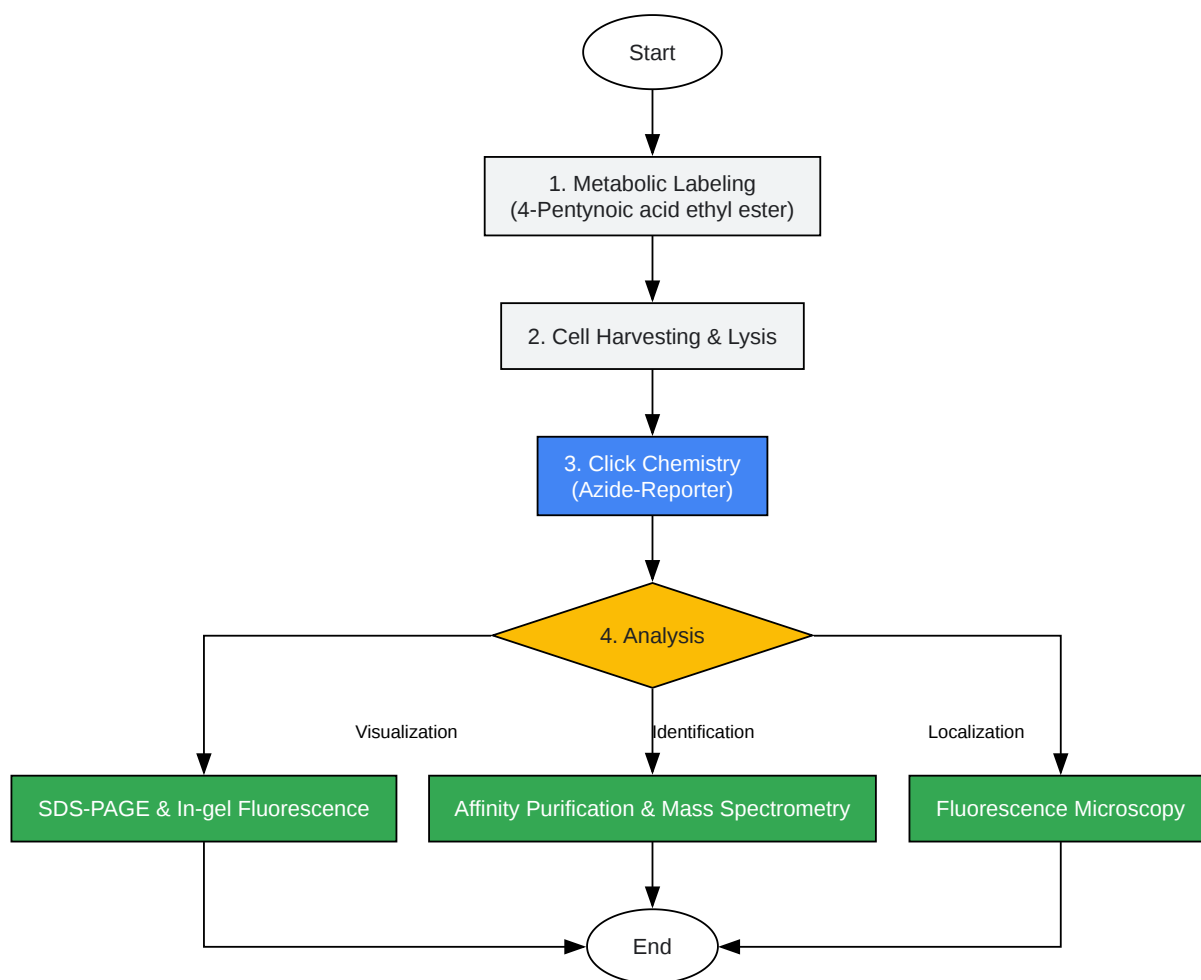 Start
1. Metabolic Labeling
(4-Pentynoic acid ethyl ester)
2. Cell Harvesting & Lysis
3. Click Chemistry
(Azide-Reporter)
4. Analysis
Visualization
Identification
Localization
SDS-PAGE & In-gel Fluorescence
Affinity Purification & Mass Spectrometry
Fluorescence Microscopy
End